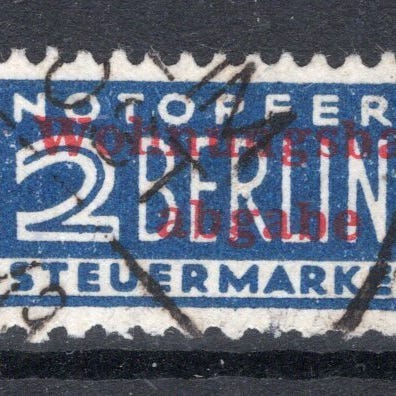 NOTOPFER
Wohnungsba
2 BERLIN
abgabe
STEUERMARKE